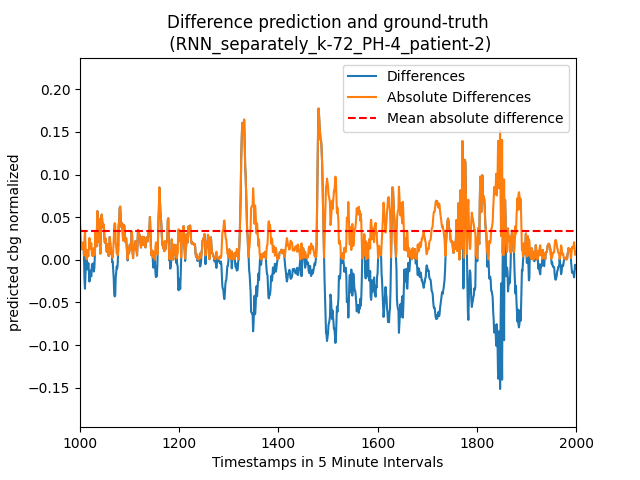 Difference prediction and ground-truth
(RNN_separately_k-72_PH-4_patient-2)
Differences
Absolute Differences
Mean absolute difference
predicted cbg normalized
0.20
0.15
0.10
0.05
0.00
−0.05
−0.10
−0.15
1000
1200
1400
1600
1800
2000
Timestamps in 5 Minute Intervals